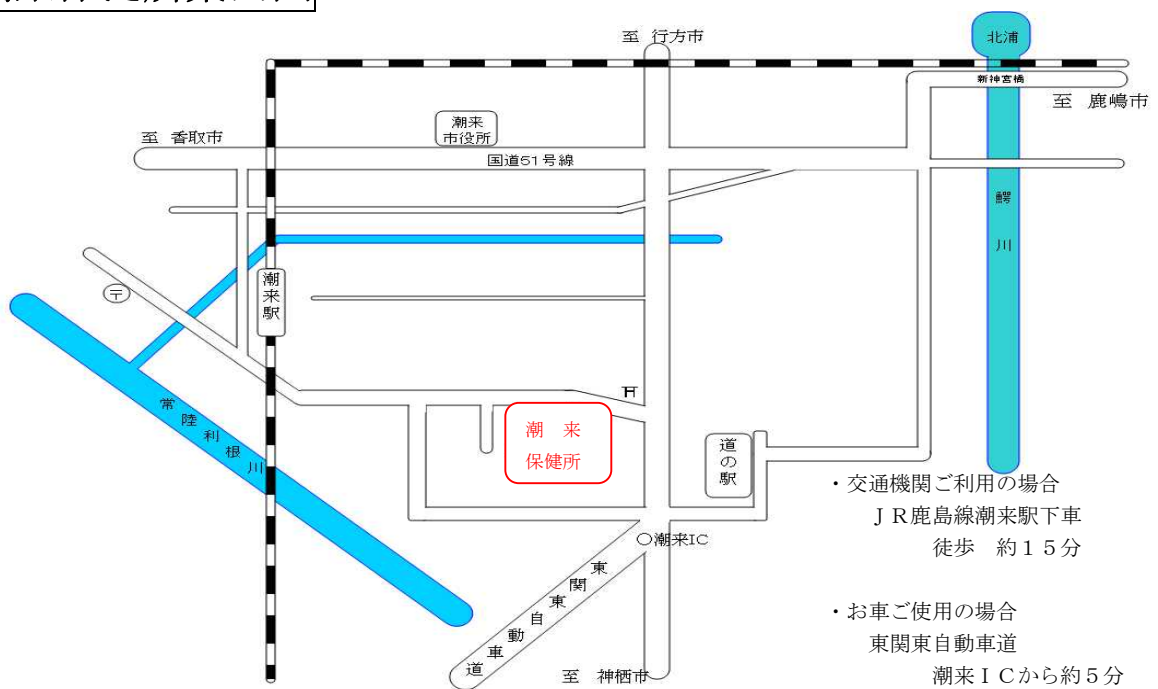 至 行方市
北浦
新神宮橋
至 鹿嶋市
潮来
市役所
至 香取市
国道51号線
鰐川
〒
潮来駅
常陸利根川
潮 来
保健所
道の駅
・交通機関ご利用の場合
ＪＲ鹿島線潮来駅下車
徒歩 約１５分
潮来IC
東関東自動車道
・お車ご使用の場合
東関東自動車道
潮来ＩＣから約５分
至 神栖市